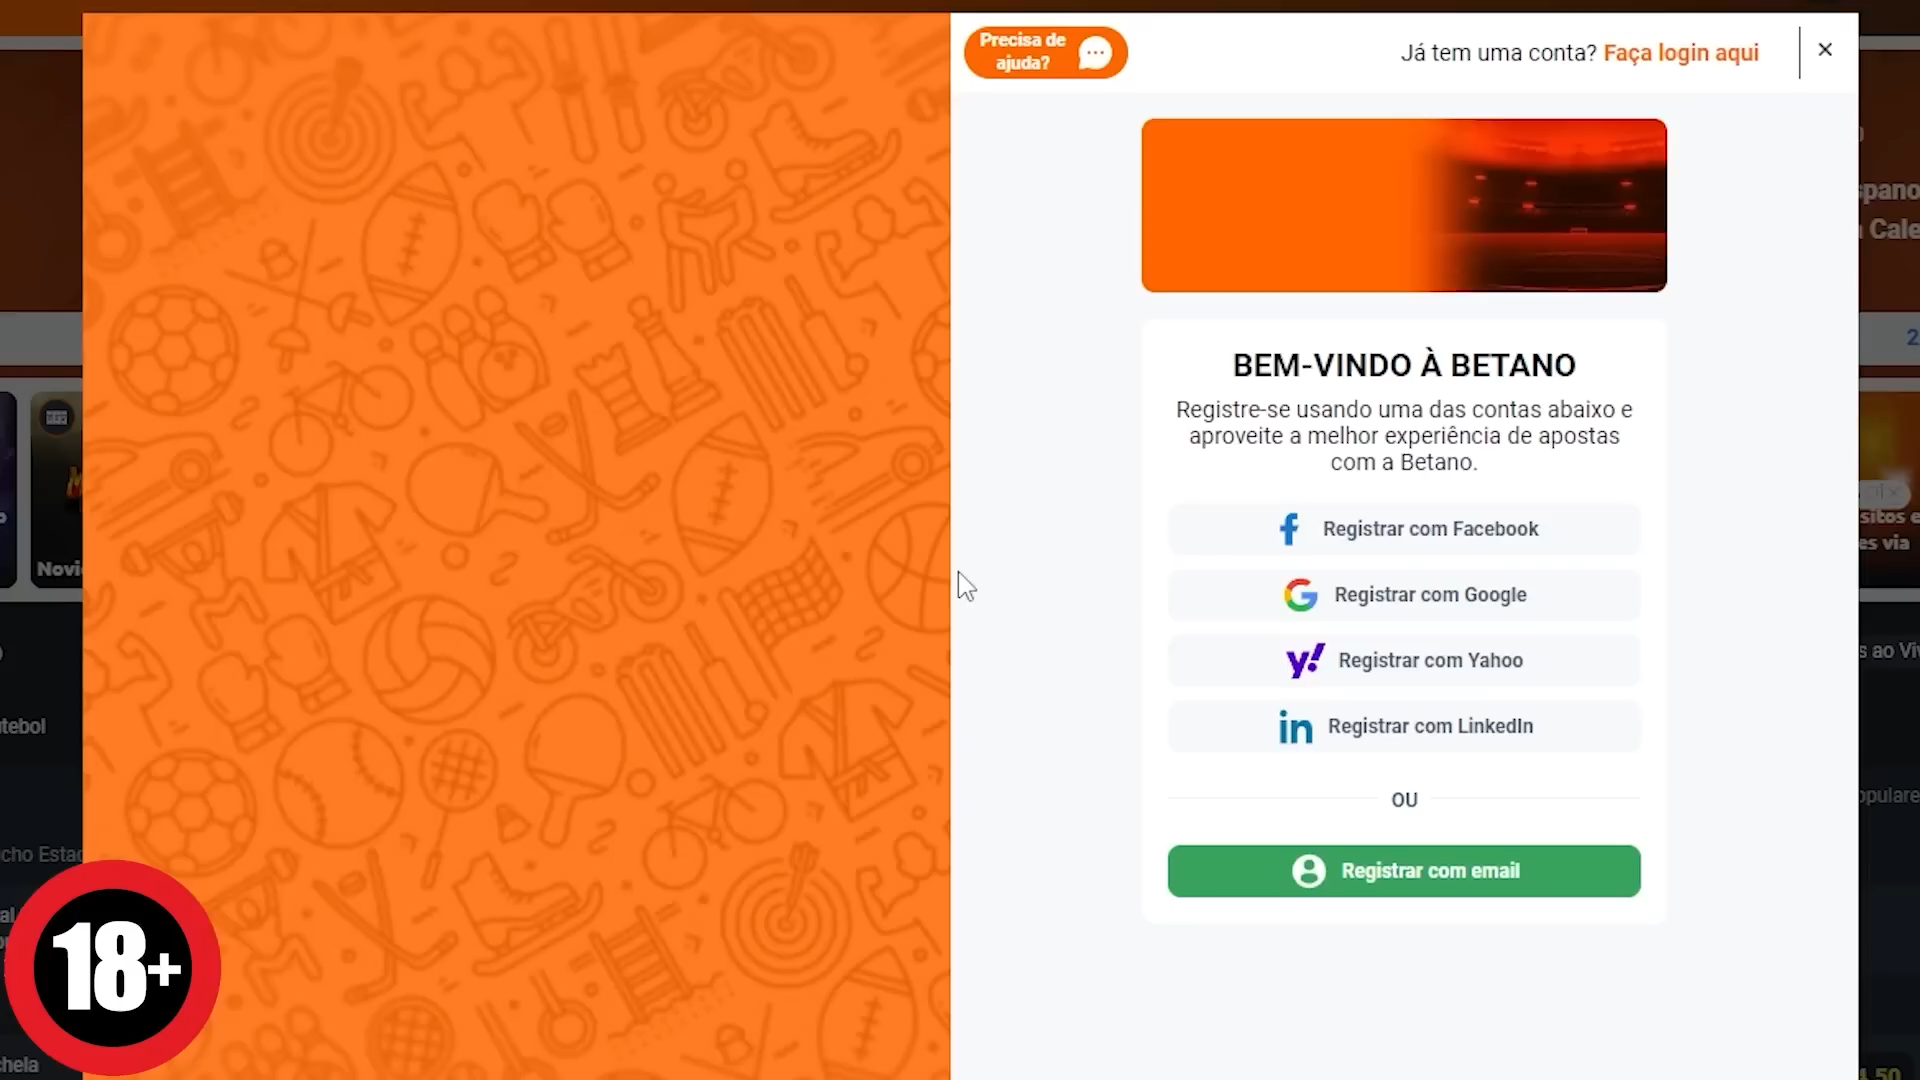 Precisa de
ajuda?
Já tem uma conta? Faça login aqui
BEM-VINDO À BETANO
Registre-se usando uma das contas abaixo e
aproveite a melhor experiência de apostas
com a Betano.
Registrar com Facebook
Registrar com Google
Registrar com Yahoo
Registrar com LinkedIn
OU
Registrar com email
18+